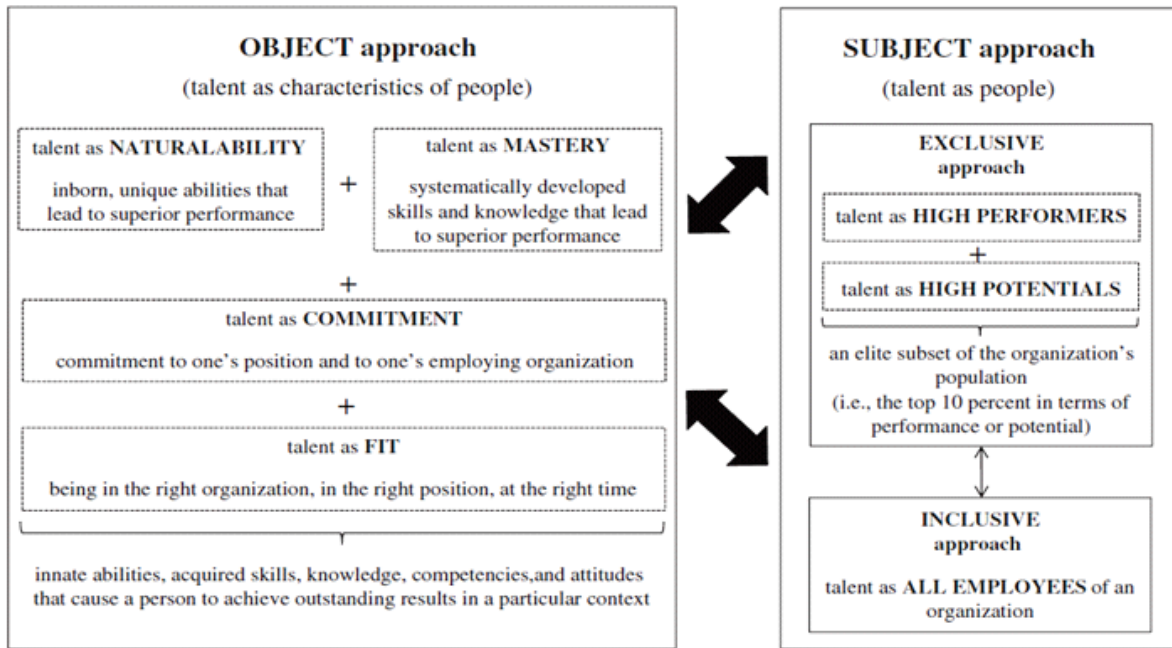 OBJECT approach
(talent as characteristics of people)
talent as NATURALABILITY
inborn, unique abilities that
lead to superior performance
+
talent as MASTERY
systematically developed
skills and knowledge that lead
to superior performance
+
talent as COMMITMENT
commitment to one's position and to one's employing organization
+
talent as FIT
being in the right organization, in the right position, at the right time
innate abilities, acquired skills, knowledge, competencies,and attitudes
that cause a person to achieve outstanding results in a particular context
SUBJECT approach
(talent as people)
EXCLUSIVE
approach
talent as HIGH PERFORMERS
+
talent as HIGH POTENTIALS
an elite subset of the organization's
population
(i.e., the top 10 percent in terms of
performance or potential)
INCLUSIVE
approach
talent as ALL EMPLOYEES of an
organization